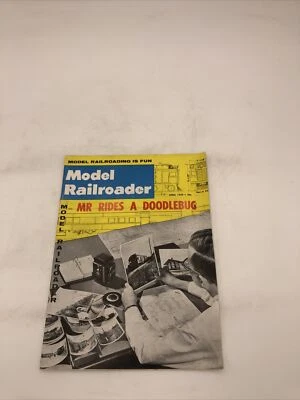 MODEL RAILROADING IS FUN
Model
Railroader
MR RIDES A DOODLEBUG
MODEL RAILROADER